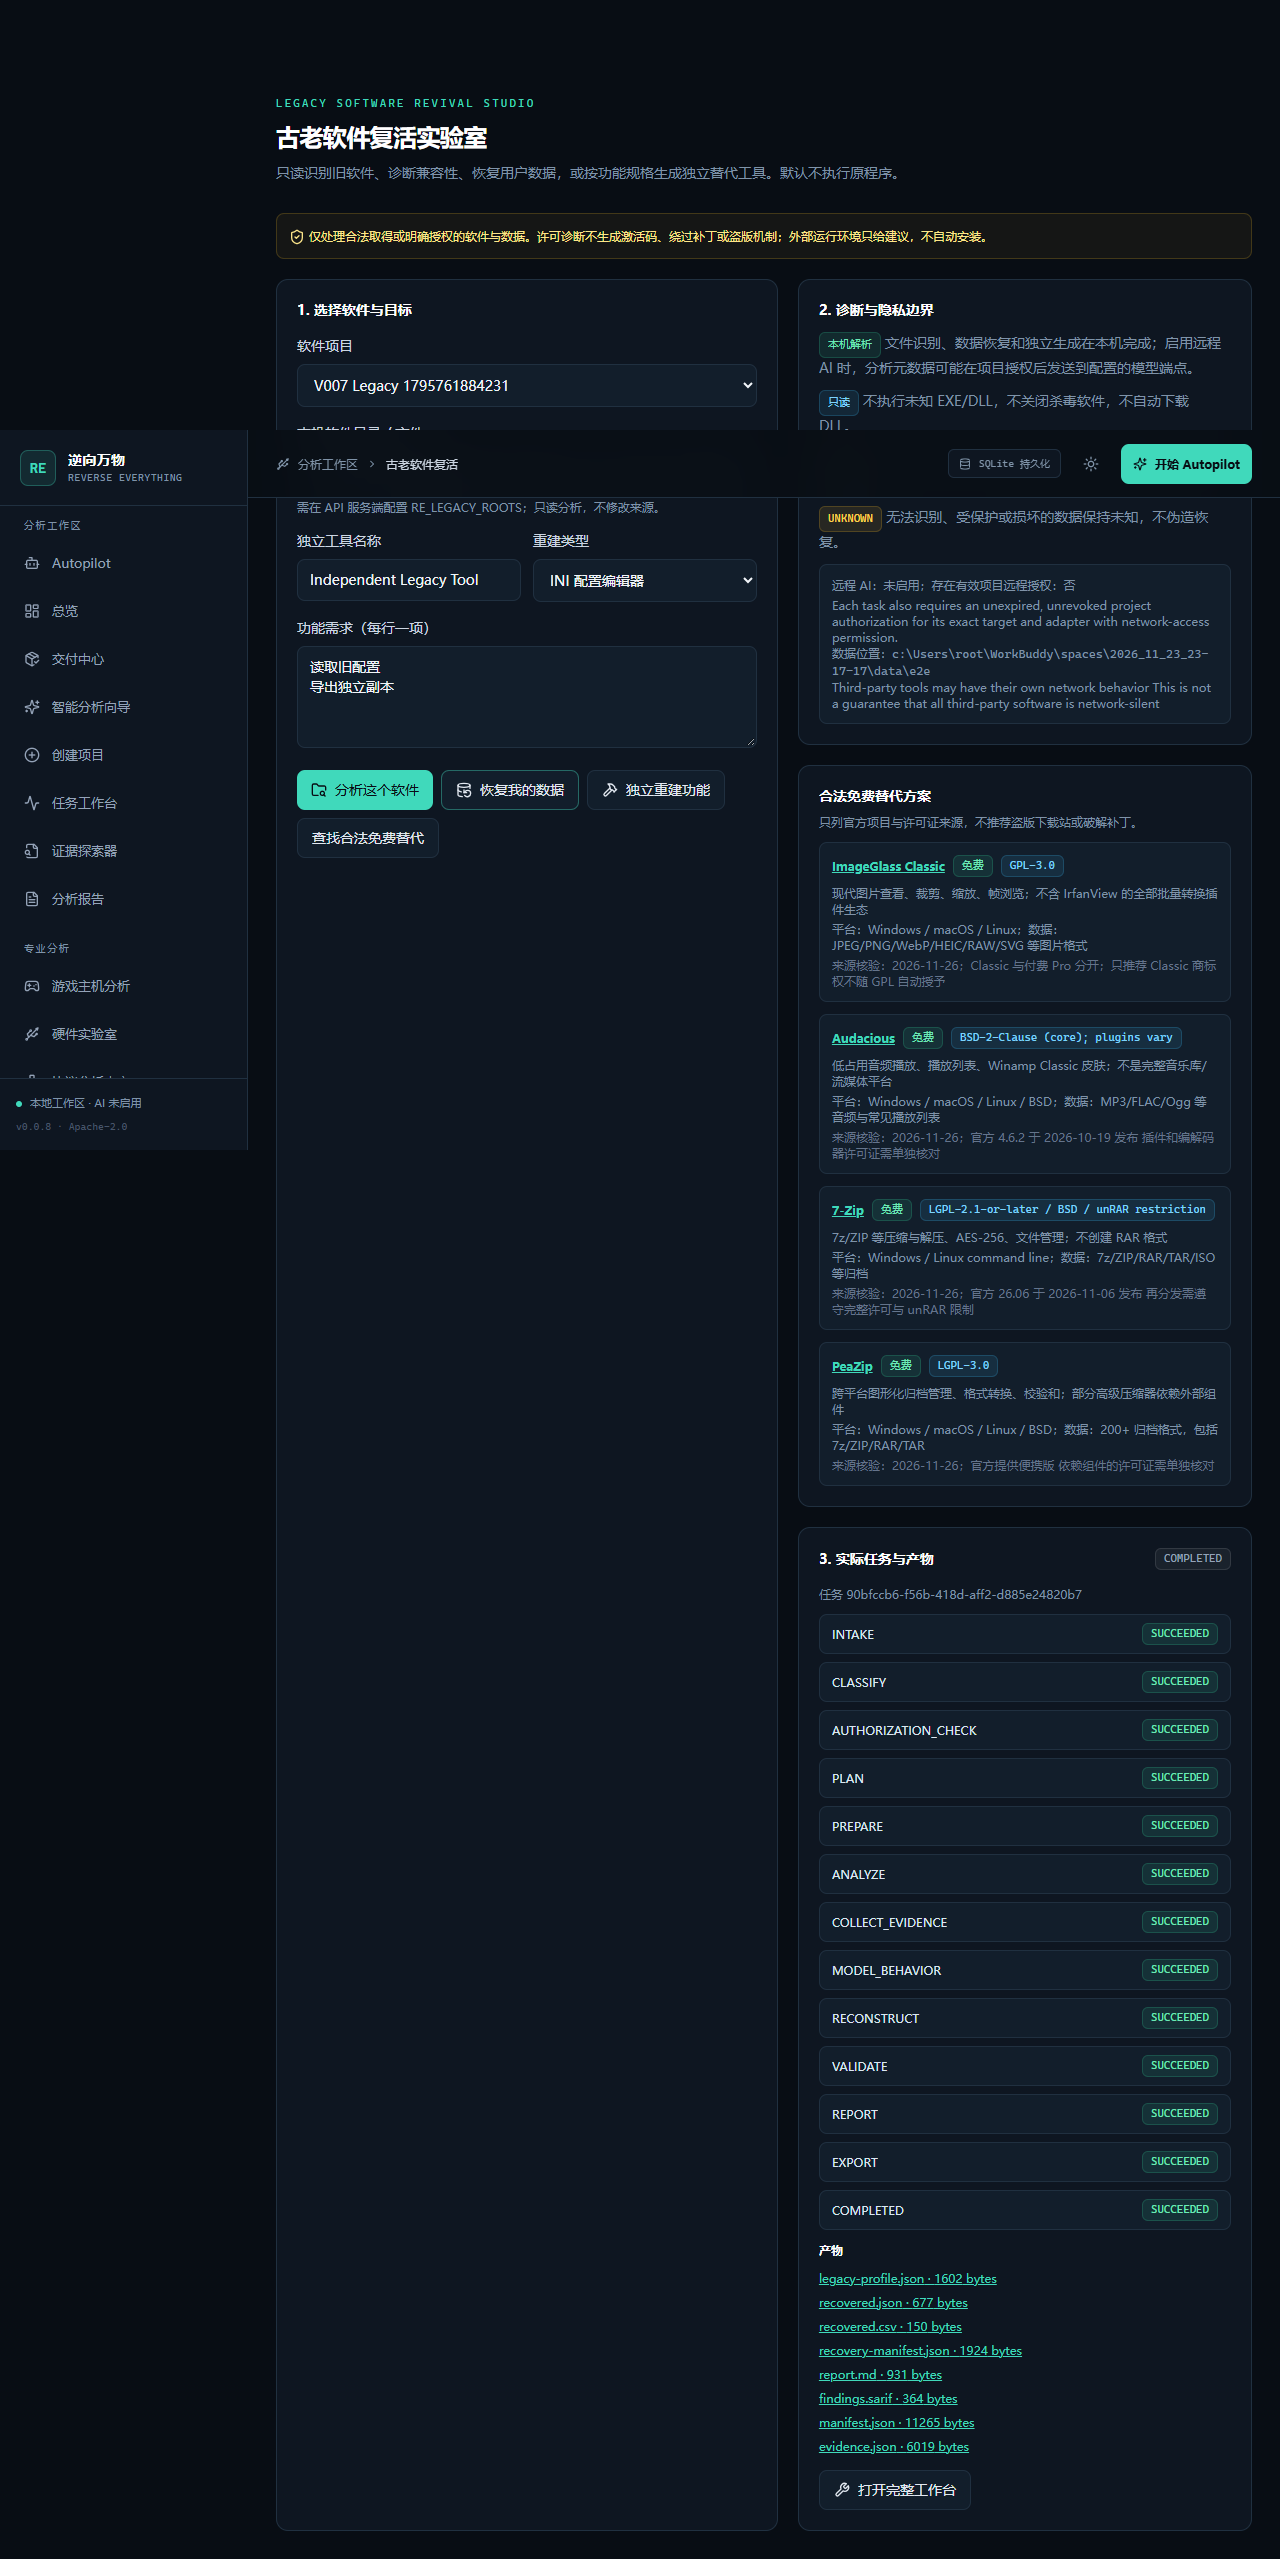 LEGACY SOFTWARE REVIVAL STUDIO
古老软件复活实验室
只读识别旧软件、诊断兼容性、恢复用户数据，或按功能规格生成独立替代工具。默认不执行原程序。
仅处理合法取得或明确授权的软件与数据。许可诊断不生成激活码、绕过补丁或盗版机制；外部运行环境只给建议，不自动安装。
1. 选择软件与目标
软件项目
V007 Legacy 1795761884231
RE
逆向万物
REVERSE EVERYTHING
分析工作区
古老软件复活
SQLite 持久化
开始 Autopilot
需在 API 服务端配置 RE_LEGACY_ROOTS；只读分析，不修改来源。
独立工具名称
重建类型
Independent Legacy Tool
INI 配置编辑器
功能需求（每行一项）
读取旧配置
导出独立副本
分析这个软件
恢复我的数据
独立重建功能
查找合法免费替代
分析工作区
Autopilot
总览
交付中心
智能分析向导
创建项目
任务工作台
证据探索器
分析报告
专业分析
游戏主机分析
硬件实验室
本地工作区 · AI 未启用
v0.0.8 · Apache-2.0
2. 诊断与隐私边界
本机解析 文件识别、数据恢复和独立生成在本机完成；启用远程
AI 时，分析元数据可能在项目授权后发送到配置的模型端点。
只读 不执行未知 EXE/DLL，不关闭杀毒软件，不自动下载
DLL。
UNKNOWN 无法识别、受保护或损坏的数据保持未知，不伪造恢
复。
远程 AI：未启用；存在有效项目远程授权：否
Each task also requires an unexpired, unrevoked project
authorization for its exact target and adapter with network-access
permission.
数据位置：c:\Users\root\WorkBuddy\spaces\2026_11_23_23-
17-17\data\e2e
Third-party tools may have their own network behavior This is not
a guarantee that all third-party software is network-silent
合法免费替代方案
只列官方项目与许可证来源，不推荐盗版下载站或破解补丁。
ImageGlass Classic 免费 GPL-3.0
现代图片查看、裁剪、缩放、帧浏览；不含 IrfanView 的全部批量转换插
件生态
平台：Windows / macOS / Linux；数据：
JPEG/PNG/WebP/HEIC/RAW/SVG 等图片格式
来源核验：2026-11-26；Classic 与付费 Pro 分开；只推荐 Classic 商标
权不随 GPL 自动授予
Audacious 免费 BSD-2-Clause (core); plugins vary
低占用音频播放、播放列表、Winamp Classic 皮肤；不是完整音乐库/
流媒体平台
平台：Windows / macOS / Linux / BSD；数据：MP3/FLAC/Ogg 等
音频与常见播放列表
来源核验：2026-11-26；官方 4.6.2 于 2026-10-19 发布 插件和编解码
器许可证需单独核对
7-Zip 免费 LGPL-2.1-or-later / BSD / unRAR restriction
7z/ZIP 等压缩与解压、AES-256、文件管理；不创建 RAR 格式
平台：Windows / Linux command line；数据：7z/ZIP/RAR/TAR/ISO
等归档
来源核验：2026-11-26；官方 26.06 于 2026-11-06 发布 再分发需遵
守完整许可与 unRAR 限制
PeaZip 免费 LGPL-3.0
跨平台图形化归档管理、格式转换、校验和；部分高级压缩器依赖外部组
件
平台：Windows / macOS / Linux / BSD；数据：200+ 归档格式，包括
7z/ZIP/RAR/TAR
来源核验：2026-11-26；官方提供便携版 依赖组件的许可证需单独核对
3. 实际任务与产物
COMPLETED
任务 90bfccb6-f56b-418d-aff2-d885e24820b7
INTAKE SUCCEEDED
CLASSIFY SUCCEEDED
AUTHORIZATION_CHECK SUCCEEDED
PLAN SUCCEEDED
PREPARE SUCCEEDED
ANALYZE SUCCEEDED
COLLECT_EVIDENCE SUCCEEDED
MODEL_BEHAVIOR SUCCEEDED
RECONSTRUCT SUCCEEDED
VALIDATE SUCCEEDED
REPORT SUCCEEDED
EXPORT SUCCEEDED
COMPLETED SUCCEEDED
产物
legacy-profile.json · 1602 bytes
recovered.json · 677 bytes
recovered.csv · 150 bytes
recovery-manifest.json · 1924 bytes
report.md · 931 bytes
findings.sarif · 364 bytes
manifest.json · 11265 bytes
evidence.json · 6019 bytes
打开完整工作台